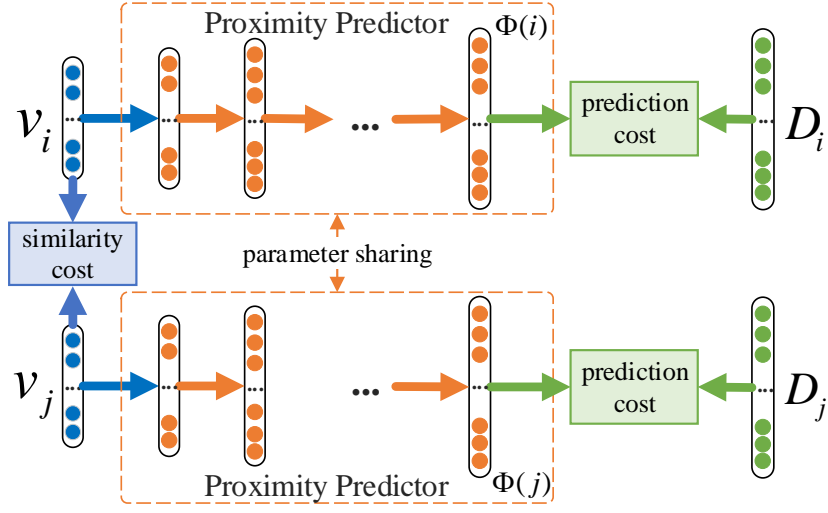 Proximity Predictor
Φ(i)
v_i
...
...
...
...
prediction
cost
...
D_i
similarity
cost
parameter sharing
v_j
...
...
...
...
...
prediction
cost
...
D_j
Proximity Predictor
Φ(j)